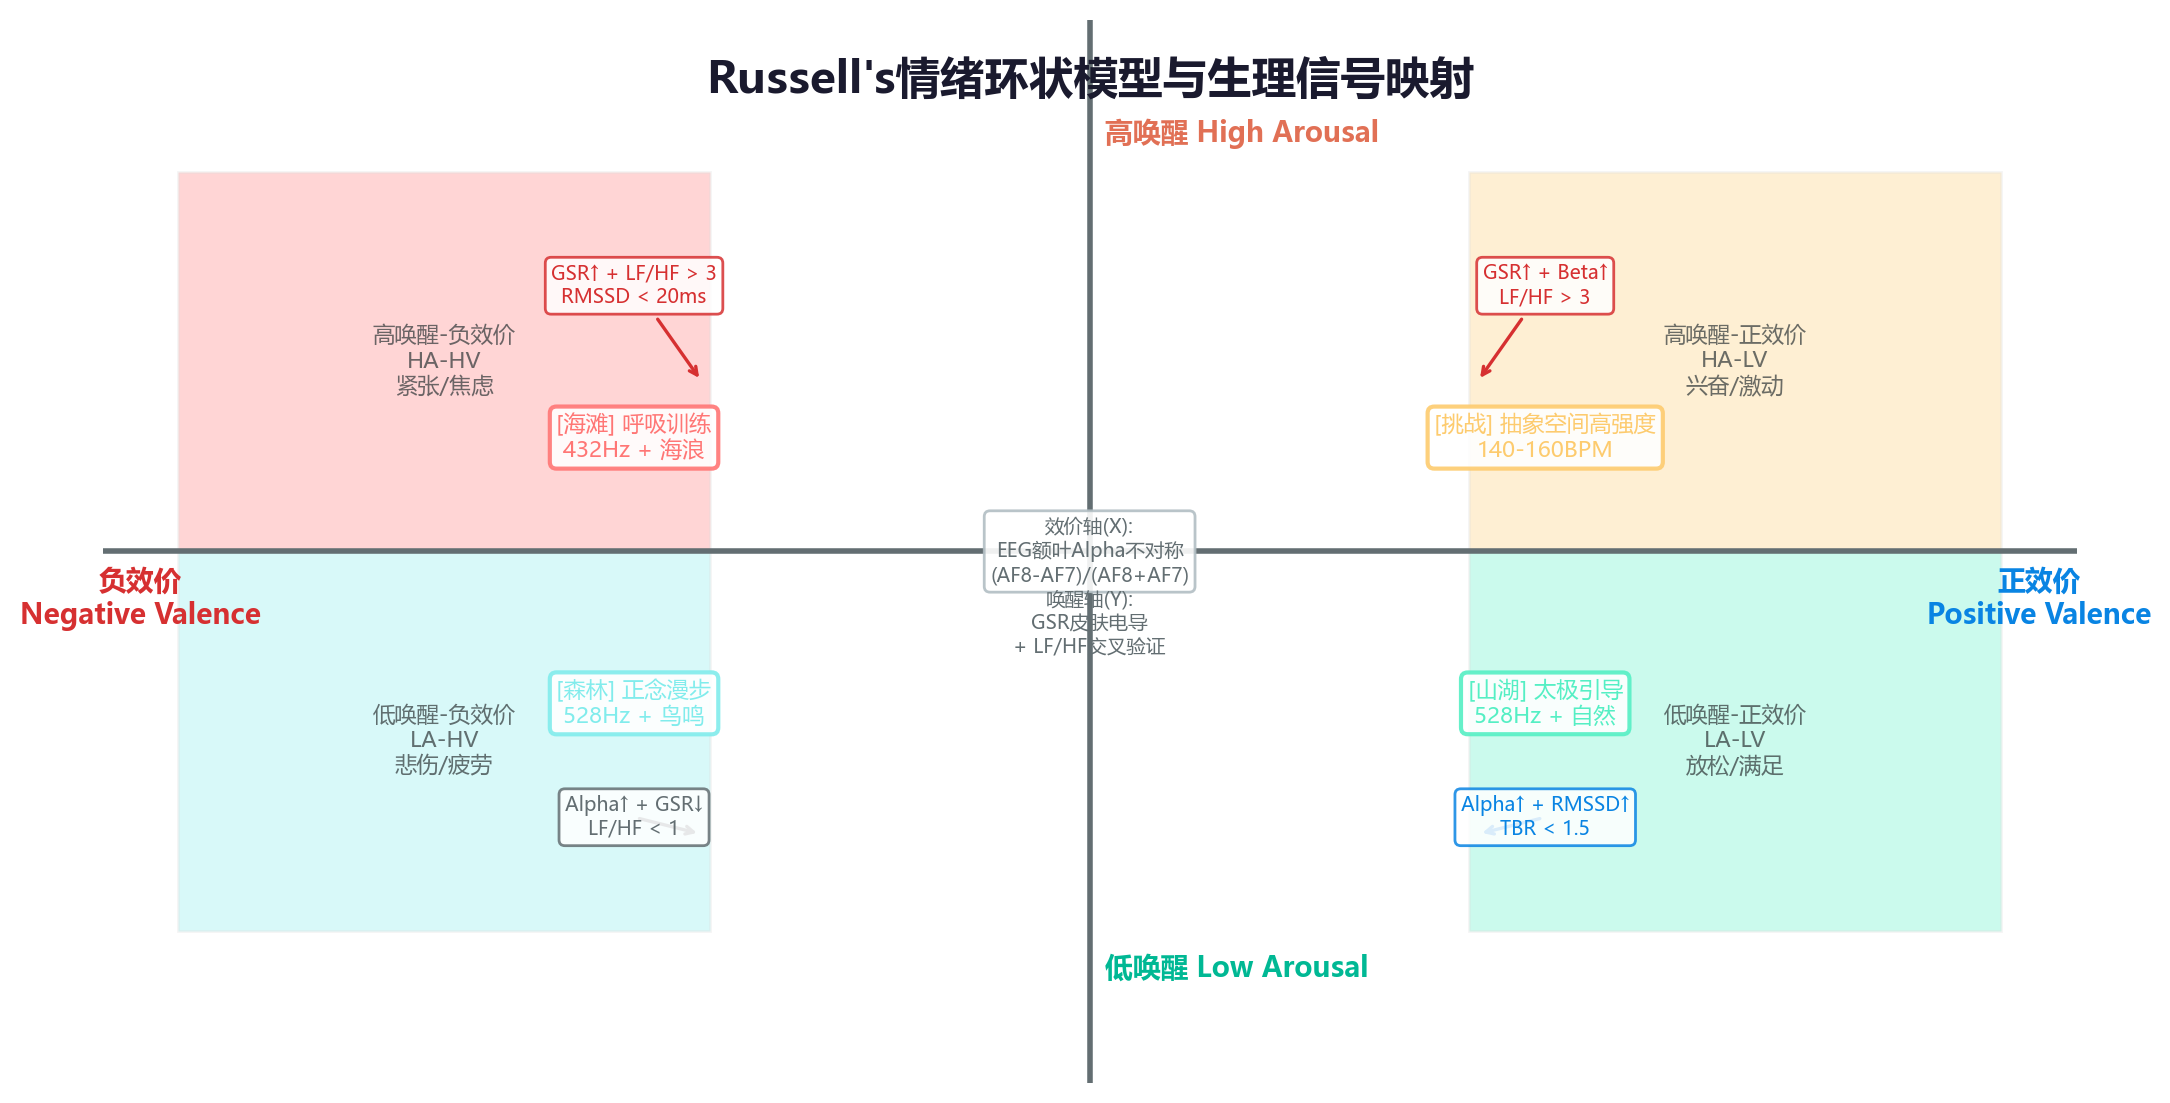 Russell's情绪环状模型与生理信号映射
高唤醒 High Arousal
GSR↑ + LF/HF > 3
RMSSD < 20ms
高唤醒-负效价
HA-HV
紧张/焦虑
[海滩] 呼吸训练
432Hz + 海浪
GSR↑ + Beta↑
LF/HF > 3
高唤醒-正效价
HA-LV
兴奋/激动
[挑战] 抽象空间高强度
140-160BPM
效价轴(X):
EEG额叶Alpha不对称
(AF8-AF7)/(AF8+AF7)
唤醒轴(Y):
GSR皮肤电导
+ LF/HF交叉验证
负效价
Negative Valence
正效价
Positive Valence
[森林] 正念漫步
528Hz + 鸟鸣
低唤醒-负效价
LA-HV
悲伤/疲劳
Alpha↑ + GSR↓
LF/HF < 1
[山湖] 太极引导
528Hz + 自然
低唤醒-正效价
LA-LV
放松/满足
Alpha↑ + RMSSD↑
TBR < 1.5
低唤醒 Low Arousal